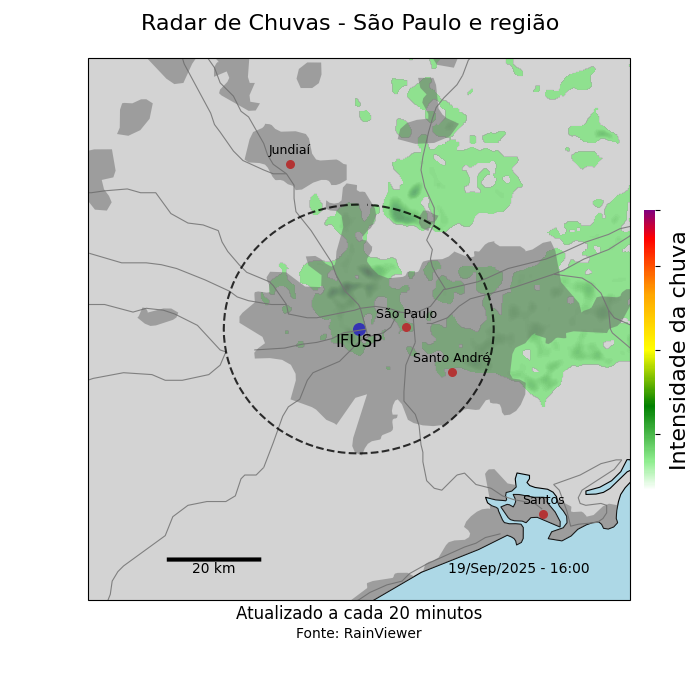 Radar de Chuvas - São Paulo e região
Jundiaí
São Paulo
IFUSP
Santo André
Santos
20 km
19/Sep/2025 - 16:00
Intensidade da chuva
Atualizado a cada 20 minutos
Fonte: RainViewer